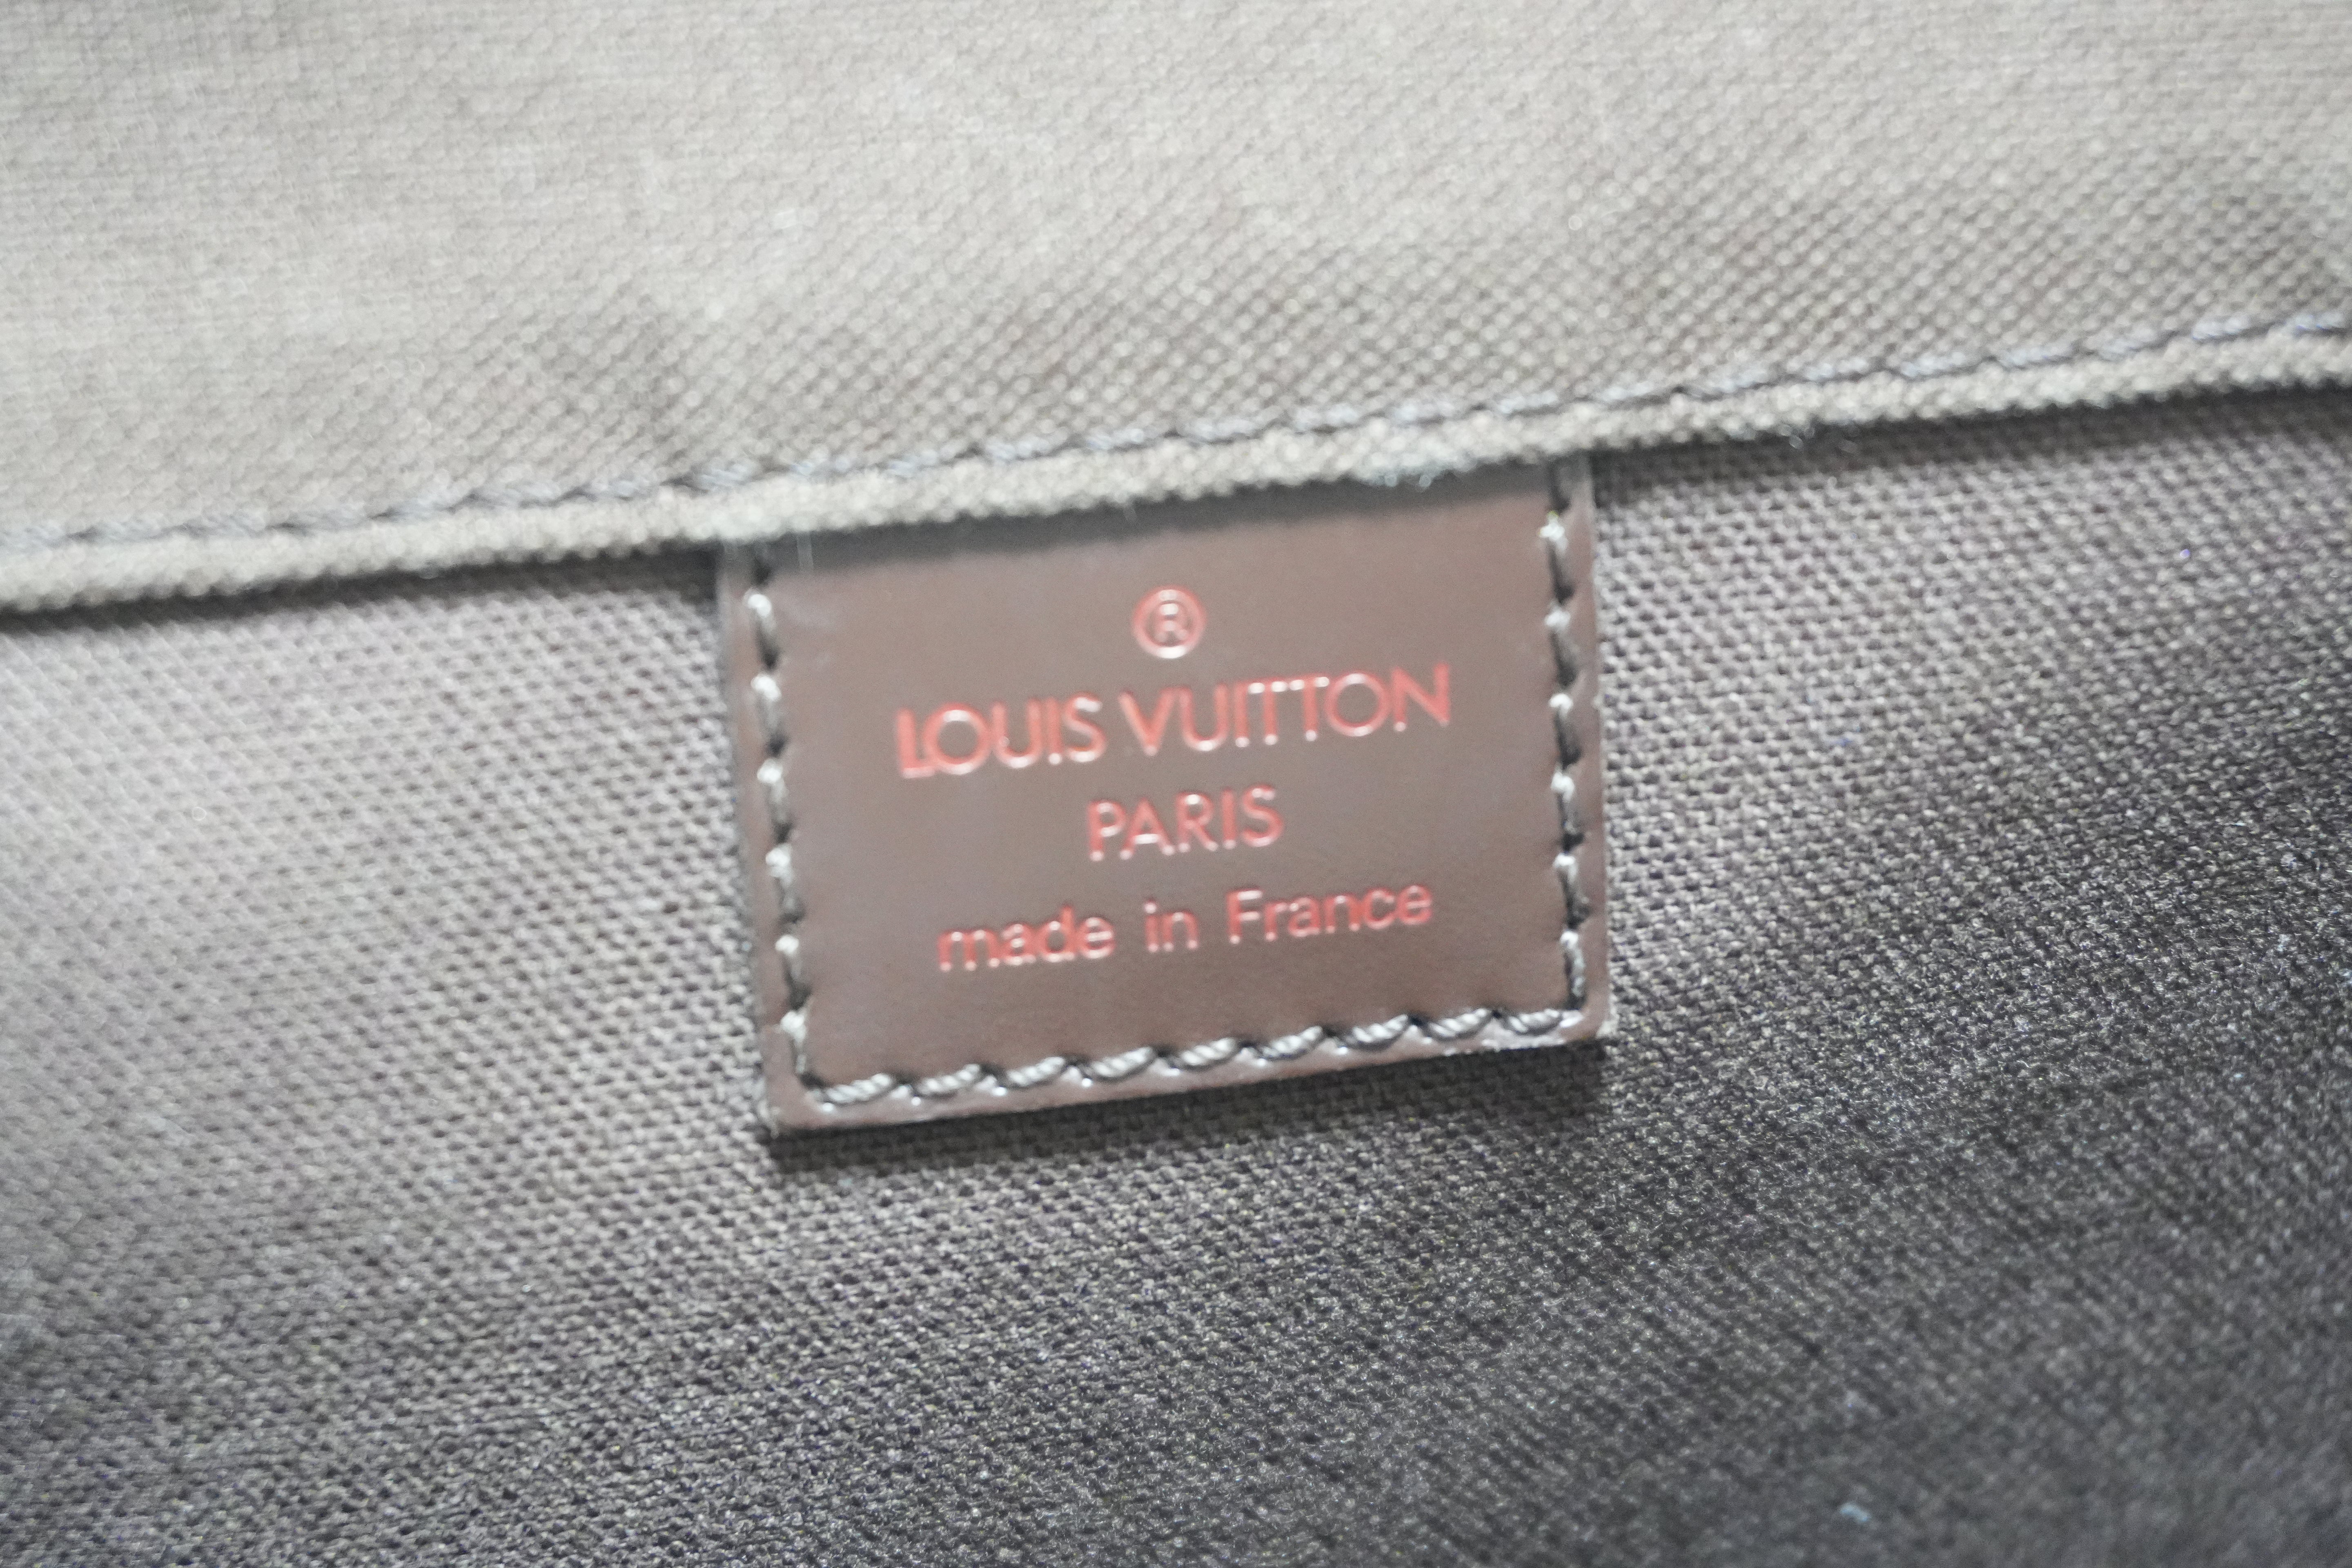 ®
LOUIS VUITTON
PARIS
made in France